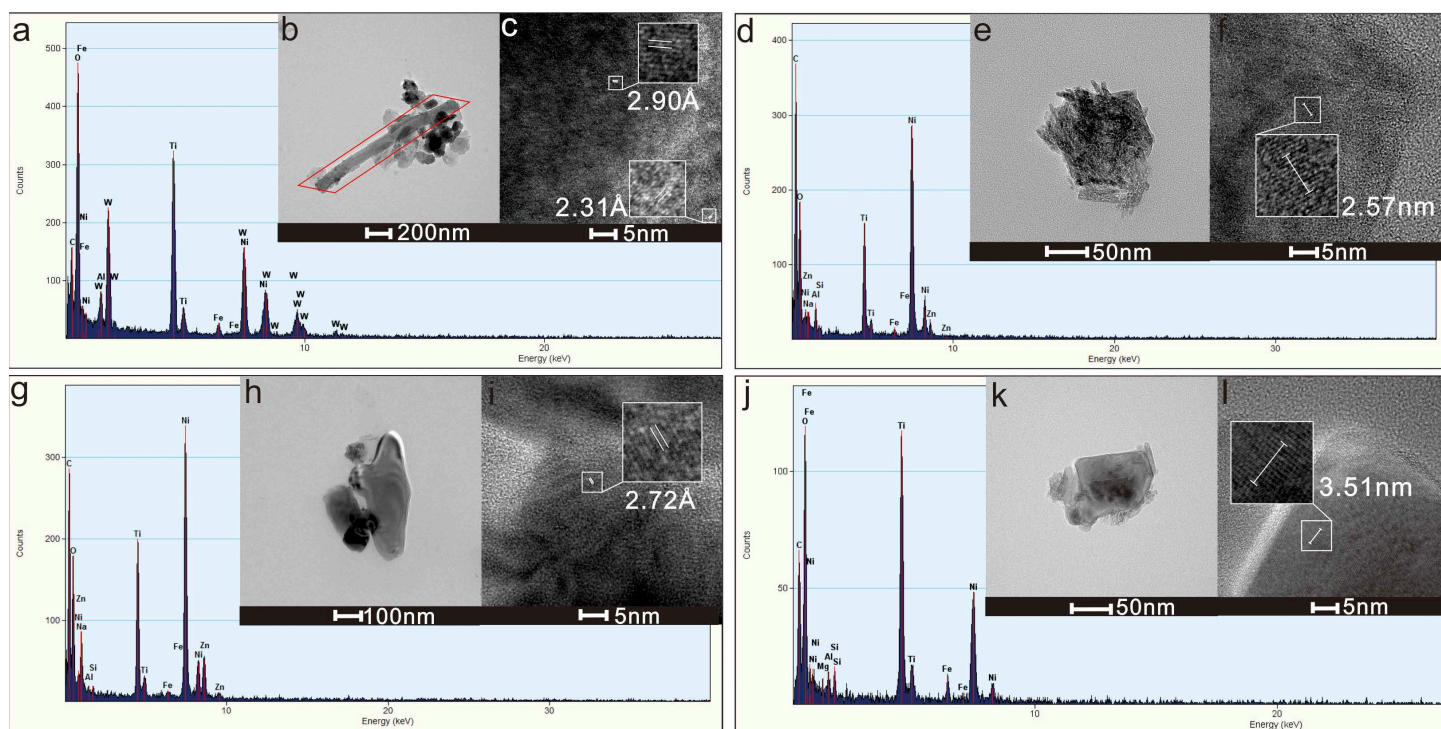 a
500
400
300
200
100
Counts
Fe
O
Ni
Fe
C
Ni
Al
W
W
W
Ti
Ti
Fe
Fe
W
Ni
Ni
W
W
W
W
W
W
10
20
Energy (keV)
b
200nm
c
2.90Å
2.31Å
5nm
d
400
300
200
100
Counts
C
O
Zn
Ni
Na
Si
Al
Ti
Ti
Fe
Fe
Ni
Ni
Zn
Zn
10
20
30
Energy (keV)
e
50nm
f
2.57nm
5nm
g
300
200
100
Counts
C
O
Zn
Ni
Na
Si
Al
Ti
Ti
Fe
Fe
Ni
Ni
Zn
Zn
10
20
30
Energy (keV)
h
100nm
i
2.72Å
5nm
j
100
50
Counts
Fe
Fe
O
C
Ni
Ni
Ni
Mg
Al
Si
Si
Ti
Ti
Fe
Fe
Ni
Ni
10
20
Energy (keV)
k
50nm
l
3.51nm
5nm